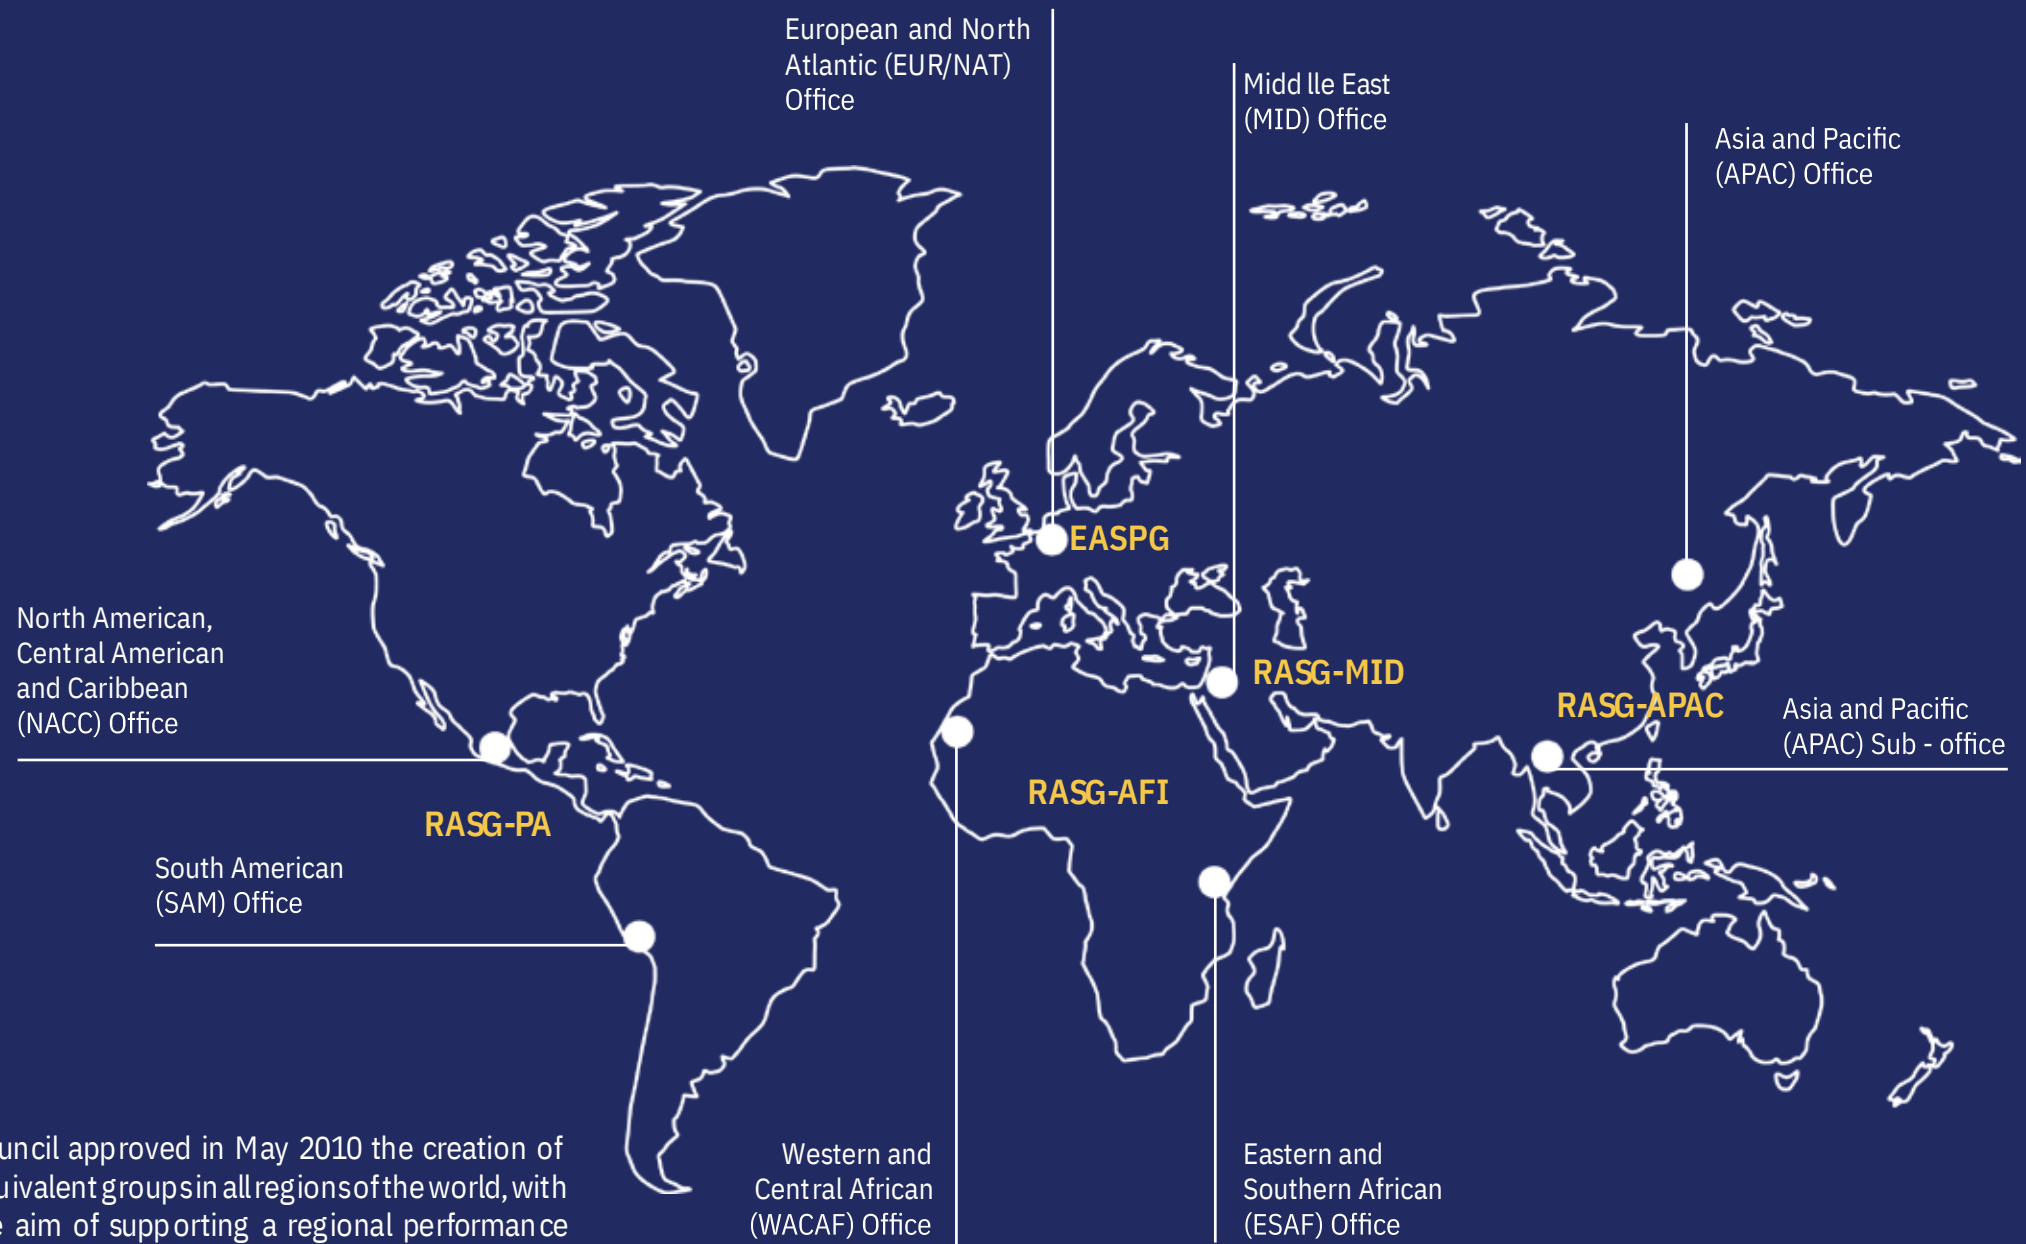 European and North
Atlantic (EUR/NAT)
Office
Midd lle East
(MID) Office
Asia and Pacific
(APAC) Office
EASPG
North American,
Central American
and Caribbean
(NACC) Office
RASG-MID
RASG-APAC
Asia and Pacific
(APAC) Sub - office
RASG-AFI
RASG-PA
South American
(SAM) Office
uncil approved in May 2010 the creation of
uivalent groups in all regions of the world, with
e aim of supporting a regional performance
Western and
Central African
(WACAF) Office
Eastern and
Southern African
(ESAF) Office